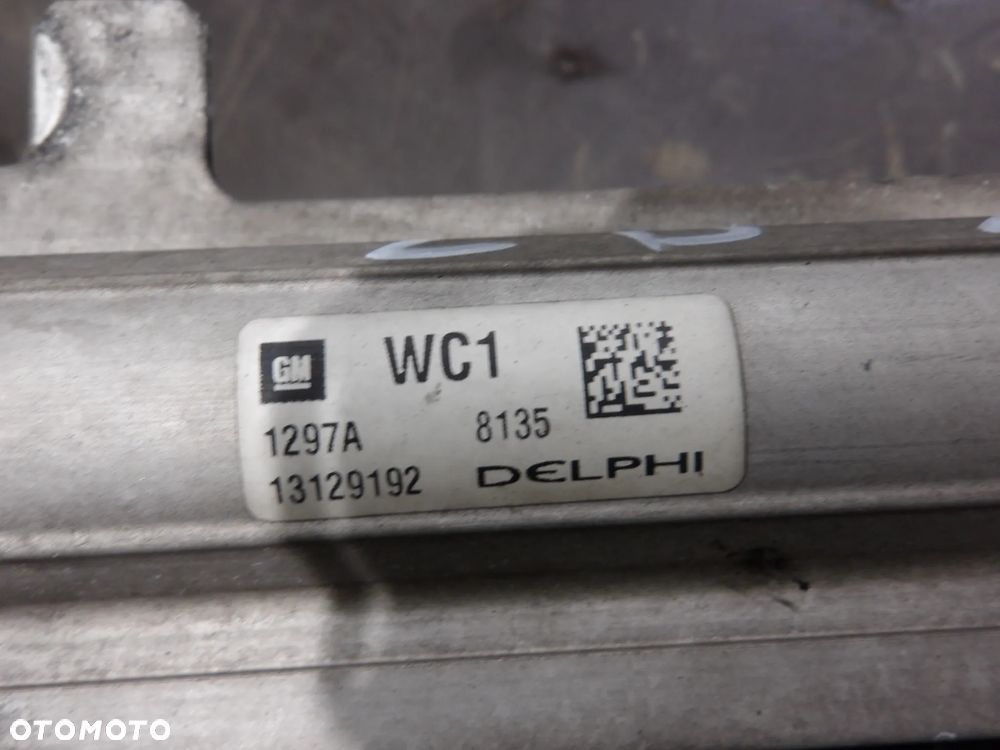 GM WC1
1297A 8135
13129192 DELPHI
OTOMOTO